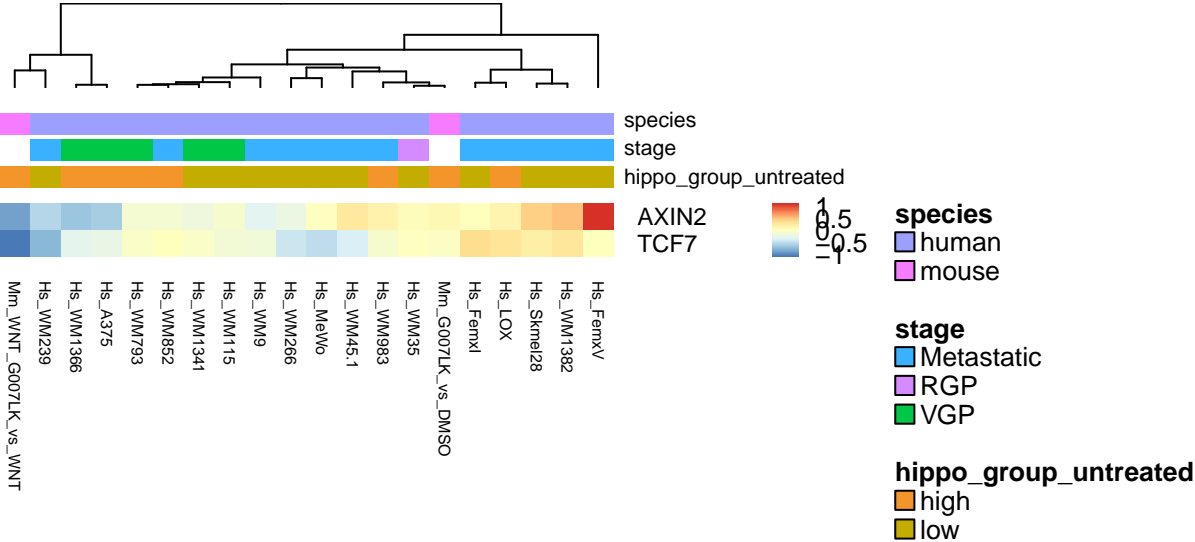 species
stage
hippo_group_untreated
AXIN2
TCF7
1
0.5
0
−0.5
−1
Mm_WNT_G007LK_vs_WNT
Hs_WM239
Hs_WM1366
Hs_A375
Hs_WM793
Hs_WM852
Hs_WM1341
Hs_WM115
Hs_WM9
Hs_WM266
Hs_MeWo
Hs_WM45.1
Hs_WM983
Hs_WM35
Mm_G007LK_vs_DMSO
Hs_FemxI
Hs_LOX
Hs_Skmel28
Hs_WM1382
Hs_FemxV
species
human
mouse
stage
Metastatic
RGP
VGP
hippo_group_untreated
high
low